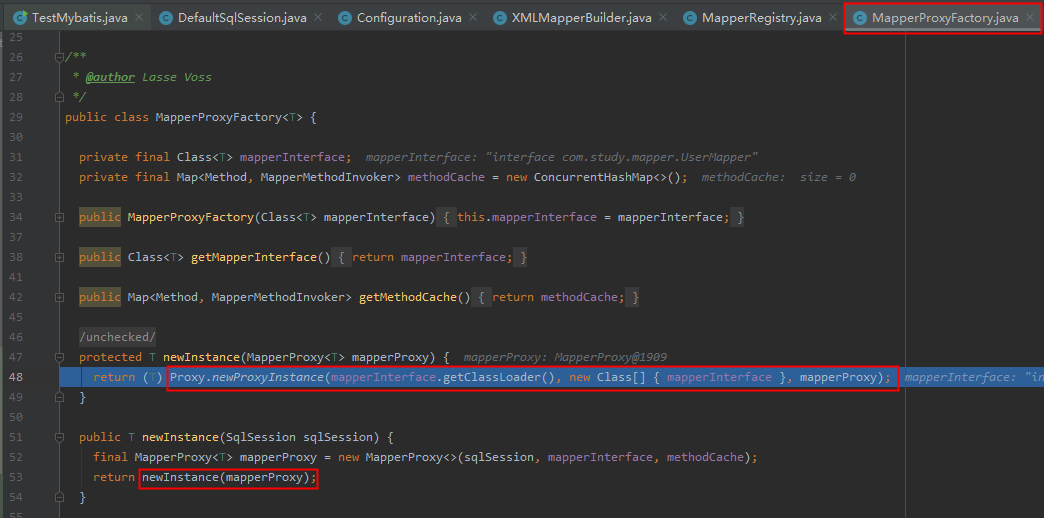 TestMybatis.java × DefaultSqlSession.java × Configuration.java × XMLMapperBuilder.java × MapperRegistry.java × MapperProxyFactory.java ×
25
26 /**
27 * @author Lasse Voss
28 */
29 public class MapperProxyFactory<T> {
30
31 private final Class<T> mapperInterface; mapperInterface: "interface com.study.mapper.UserMapper"
32 private final Map<Method, MapperMethodInvoker> methodCache = new ConcurrentHashMap<>(); methodCache: size = 0
33
34 public MapperProxyFactory(Class<T> mapperInterface) { this.mapperInterface = mapperInterface; }
37
38 public Class<T> getMapperInterface() { return mapperInterface; }
41
42 public Map<Method, MapperMethodInvoker> getMethodCache() { return methodCache; }
45
46 /unchecked/
47 protected T newInstance(MapperProxy<T> mapperProxy) { mapperProxy: MapperProxy@1909
48 return (T) Proxy.newProxyInstance(mapperInterface.getClassLoader(), new Class[] { mapperInterface }, mapperProxy); mapperInterface: "in
49 }
50
51 public T newInstance(SqlSession sqlSession) {
52 final MapperProxy<T> mapperProxy = new MapperProxy<>(sqlSession, mapperInterface, methodCache);
53 return newInstance(mapperProxy);
54 }
55